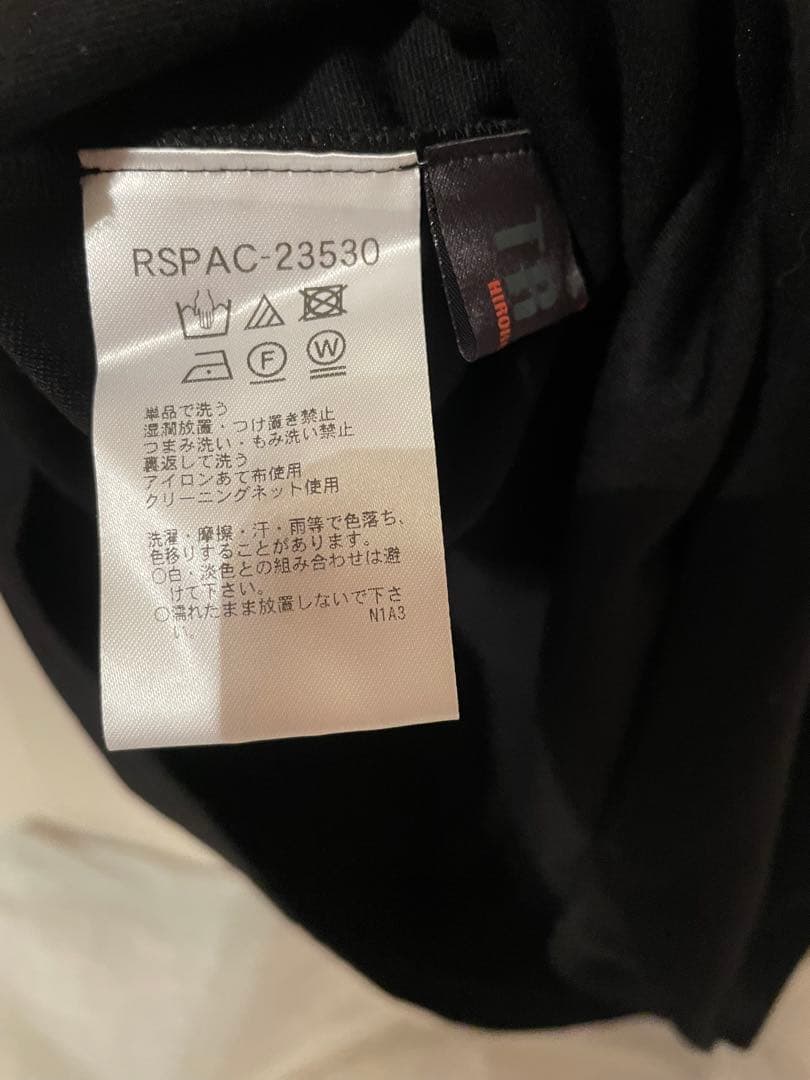 RSPAC-23530
F W
単品で洗う
湿潤放置・つけ置き禁止
つまみ洗い・もみ洗い禁止
裏返して洗う
アイロンあて布使用
クリーニングネット使用
洗濯・摩擦・汗・雨等で色落ち、
色移りすることがあります。
○白・淡色との組み合わせは避
けて下さい。
○濡れたまま放置しないで下さ
い。
N1A3
TR